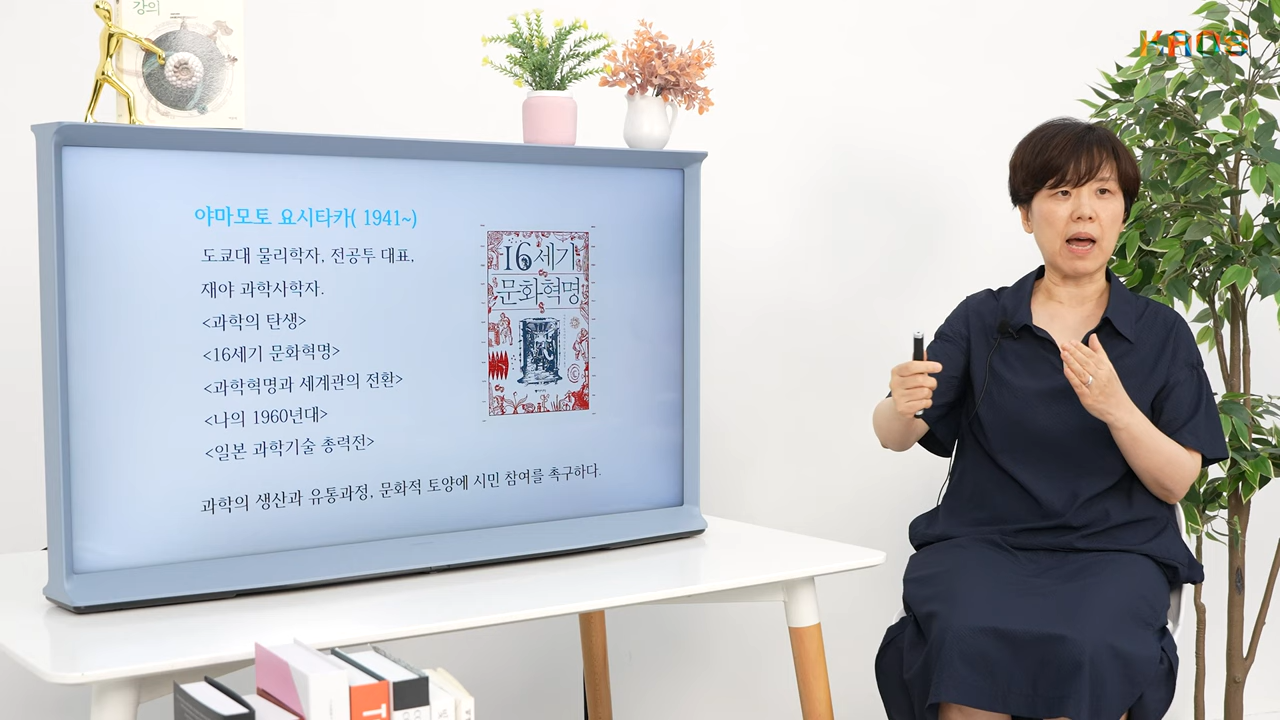 강의
KAOS
야마모토 요시타카( 1941~)
도쿄대 물리학자, 전공투 대표,
재야 과학사학자.
<과학의 탄생>
<16세기 문화혁명>
<과학혁명과 세계관의 전환>
<나의 1960년대>
<일본 과학기술 총력전>
과학의 생산과 유통과정, 문화적 토양에 시민 참여를 촉구하다.
16세기
문화혁명